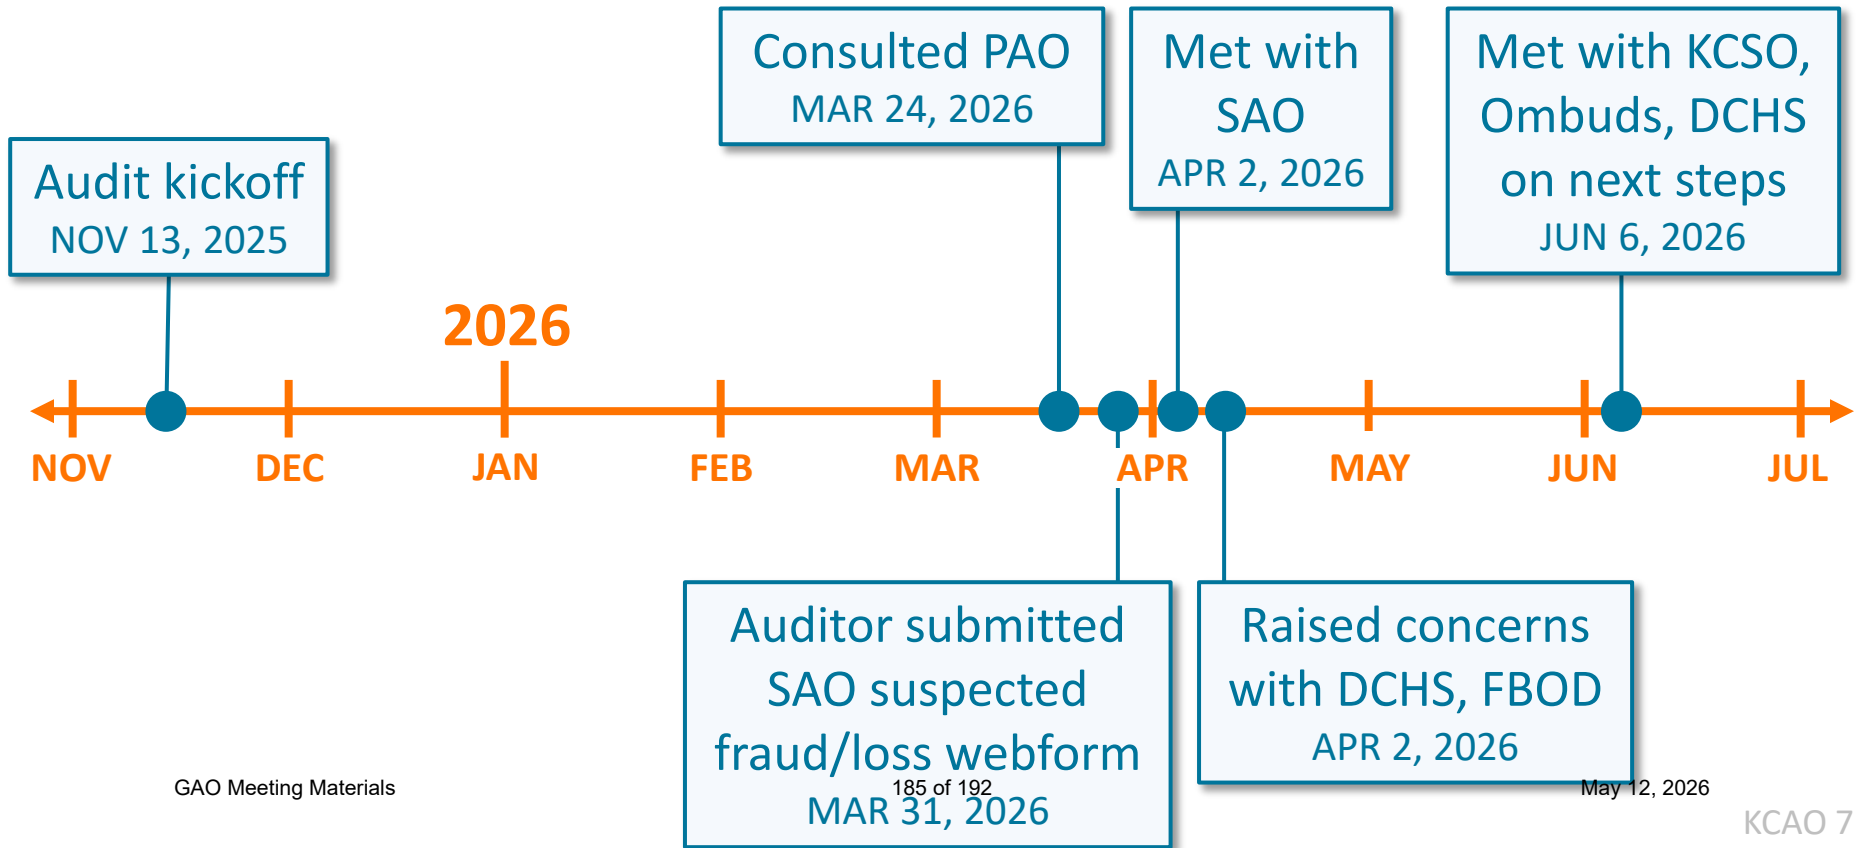 Consulted PAO
MAR 24, 2026
Met with
SAO
APR 2, 2026
Met with KCSO,
Ombuds, DCHS
on next steps
JUN 6, 2026
Audit kickoff
NOV 13, 2025
2026
NOV
DEC
JAN
FEB
MAR
APR
MAY
JUN
JUL
Auditor submitted
SAO suspected
fraud/loss webform
MAR 31, 2026
Raised concerns
with DCHS, FBOD
APR 2, 2026
GAO Meeting Materials
185 of 192
May 12, 2026
KCAO 7